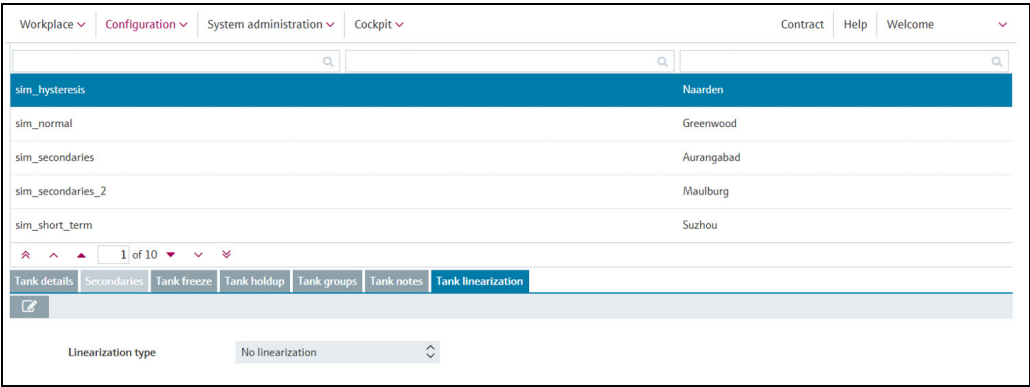 Workplace Configuration System administration Cockpit Contract Help Welcome
sim_hysteresis Naarden
sim_normal Greenwood
sim_secondaries Aurangabad
sim_secondaries_2 Maulburg
sim_short_term Suzhou
1 of 10
Tank details Secondaries Tank freeze Tank holdup Tank groups Tank notes Tank linearization
Linearization type No linearization